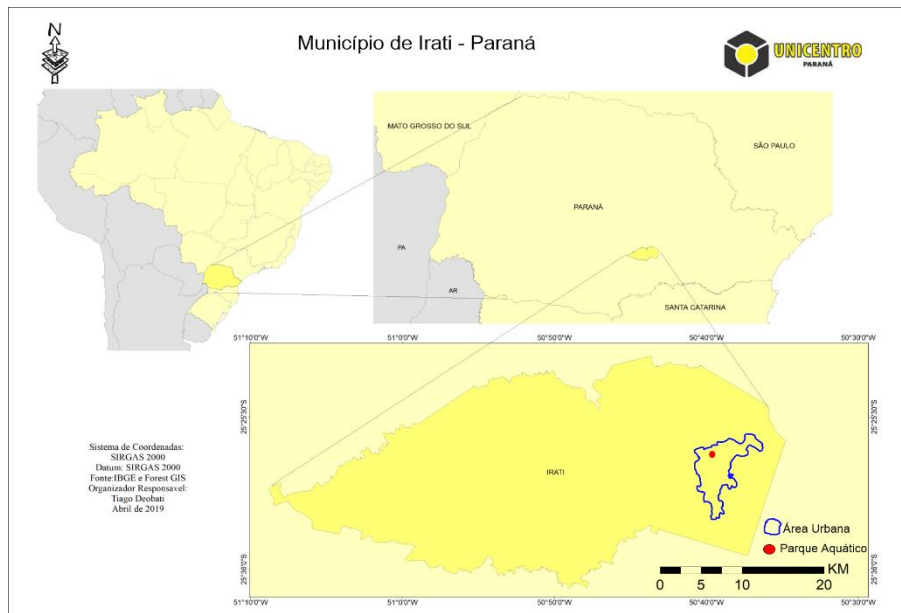 N
Município de Irati - Paraná
UNICENTRO
PARANÁ
MATO GROSSO DO SUL
SÃO PAULO
PARANÁ
PA
AR
SANTA CATARINA
51°10'0"W
51°0'0"W
50°50'0"W
50°40'0"W
50°30'0"W
25°25'30"S
25°25'30"S
IRATI
Sistema de Coordenadas:
SIRGAS 2000
Datum: SIRGAS 2000
Fonte:IBGE e Forest GIS
Organizador Responsavel:
Tiago Deobati
Abril de 2019
Área Urbana
Parque Aquático
KM
0 5 10 20
25°36'0"S
25°36'0"S
51°10'0"W
51°0'0"W
50°50'0"W
50°40'0"W
50°30'0"W